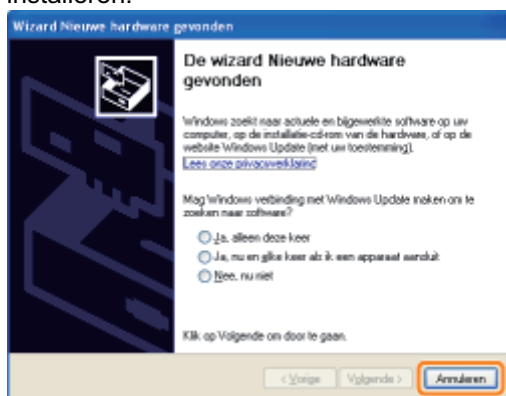 installeren.
Wizard Nieuwe hardware gevonden
De wizard Nieuwe hardware
gevonden
Windows zoekt naar actuele en bijgewerkte software op uw
computer, op de installatie-cd-rom van de hardware, of op de
website Windows Update (met uw toestemming).
Lees onze privacyverklaring
Mag Windows verbinding met Windows Update maken om te
zoeken naar software?
Ja, alleen deze keer
Ja, nu en elke keer als ik een apparaat aansluit
Nee, nu niet
Klik op Volgende om door te gaan.
< Vorige Volgende > Annuleren